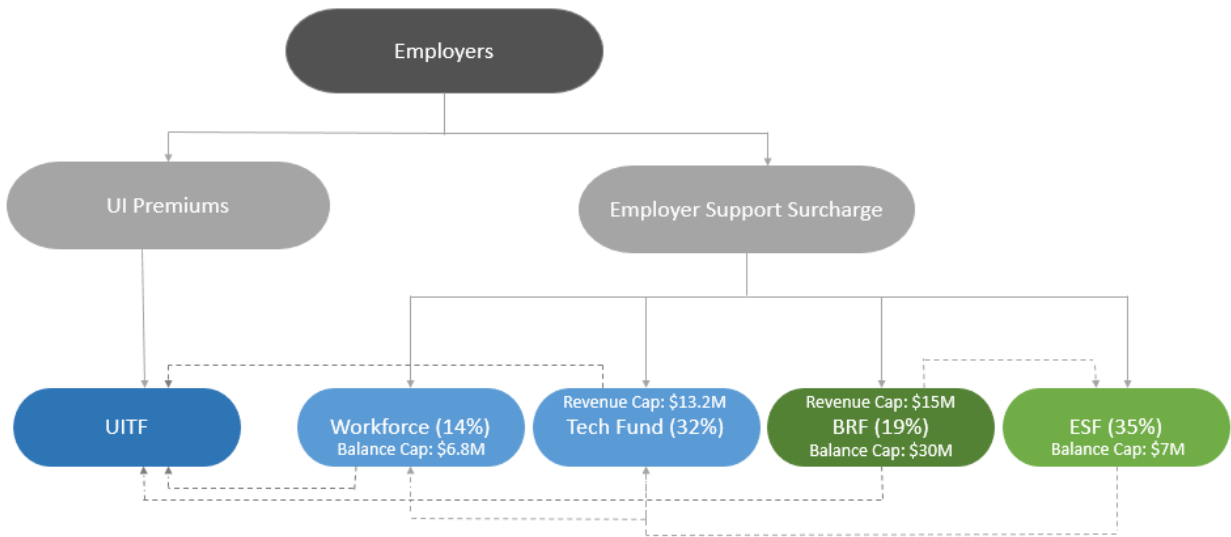 Employers
UI Premiums
Employer Support Surcharge
UITF
Workforce (14%)
Balance Cap: $6.8M
Revenue Cap: $13.2M
Tech Fund (32%)
Revenue Cap: $15M
BRF (19%)
Balance Cap: $30M
ESF (35%)
Balance Cap: $7M